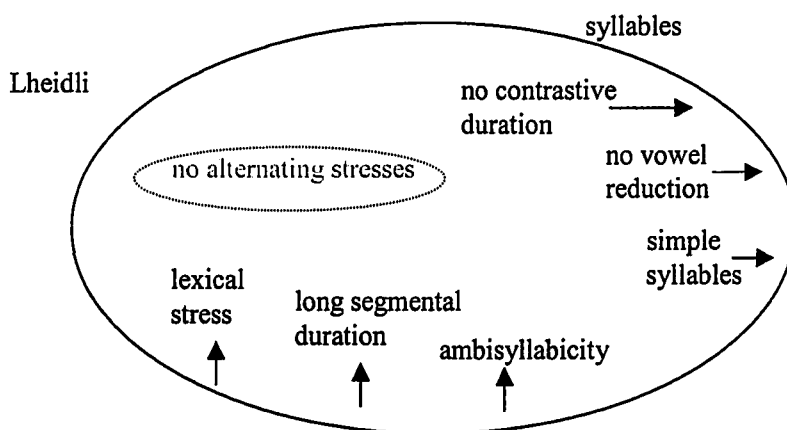 syllables
Lheidli
no contrastive
duration
no alternating stresses
no vowel
reduction
simple
syllables
lexical
stress
long segmental
duration
ambisyllabicity